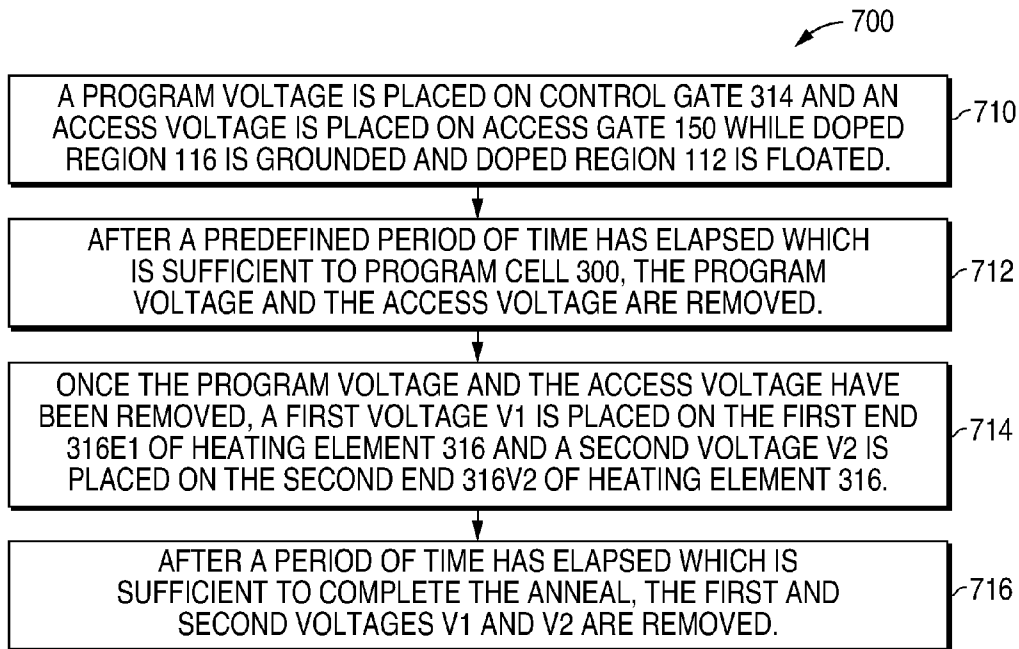 700
A PROGRAM VOLTAGE IS PLACED ON CONTROL GATE 314 AND AN
ACCESS VOLTAGE IS PLACED ON ACCESS GATE 150 WHILE DOPED
REGION 116 IS GROUNDED AND DOPED REGION 112 IS FLOATED.
710
AFTER A PREDEFINED PERIOD OF TIME HAS ELAPSED WHICH
IS SUFFICIENT TO PROGRAM CELL 300, THE PROGRAM
VOLTAGE AND THE ACCESS VOLTAGE ARE REMOVED.
712
ONCE THE PROGRAM VOLTAGE AND THE ACCESS VOLTAGE HAVE
BEEN REMOVED, A FIRST VOLTAGE V1 IS PLACED ON THE FIRST END
316E1 OF HEATING ELEMENT 316 AND A SECOND VOLTAGE V2 IS
PLACED ON THE SECOND END 316V2 OF HEATING ELEMENT 316.
714
AFTER A PERIOD OF TIME HAS ELAPSED WHICH IS
SUFFICIENT TO COMPLETE THE ANNEAL, THE FIRST AND
SECOND VOLTAGES V1 AND V2 ARE REMOVED.
716